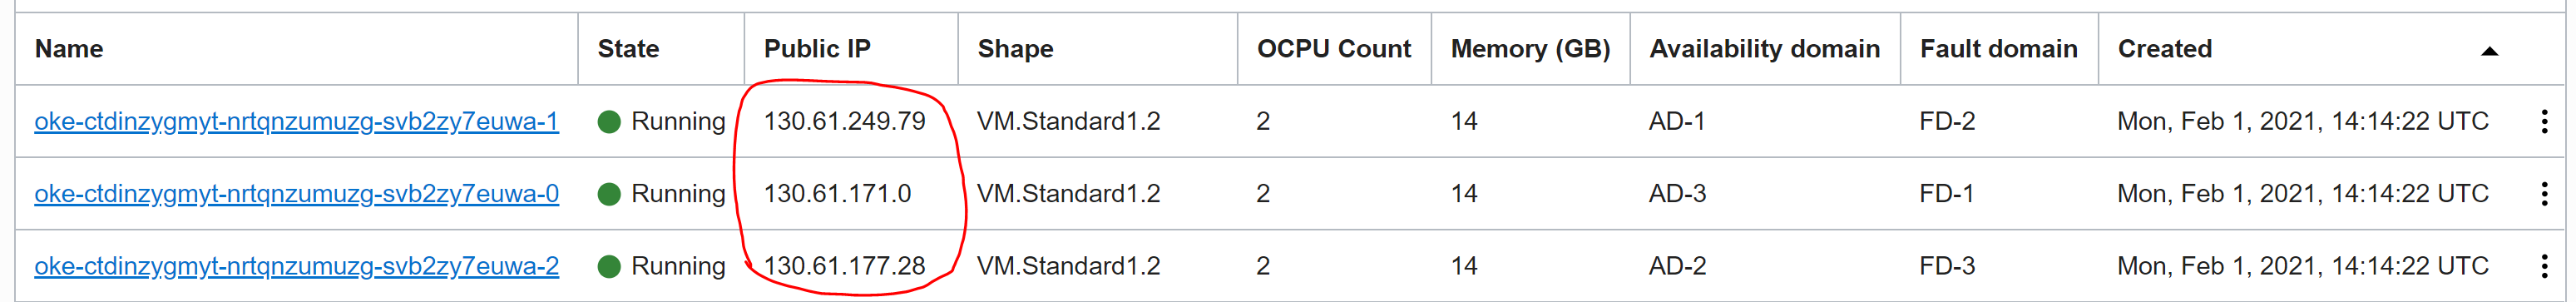 Name State Public IP Shape OCPU Count Memory (GB) Availability domain Fault domain Created
oke-ctdinzygmyt-nrtqnzumuzg-svb2zy7euwa-1 Running 130.61.249.79 VM.Standard1.2 2 14 AD-1 FD-2 Mon, Feb 1, 2021, 14:14:22 UTC
oke-ctdinzygmyt-nrtqnzumuzg-svb2zy7euwa-0 Running 130.61.171.0 VM.Standard1.2 2 14 AD-3 FD-1 Mon, Feb 1, 2021, 14:14:22 UTC
oke-ctdinzygmyt-nrtqnzumuzg-svb2zy7euwa-2 Running 130.61.177.28 VM.Standard1.2 2 14 AD-2 FD-3 Mon, Feb 1, 2021, 14:14:22 UTC